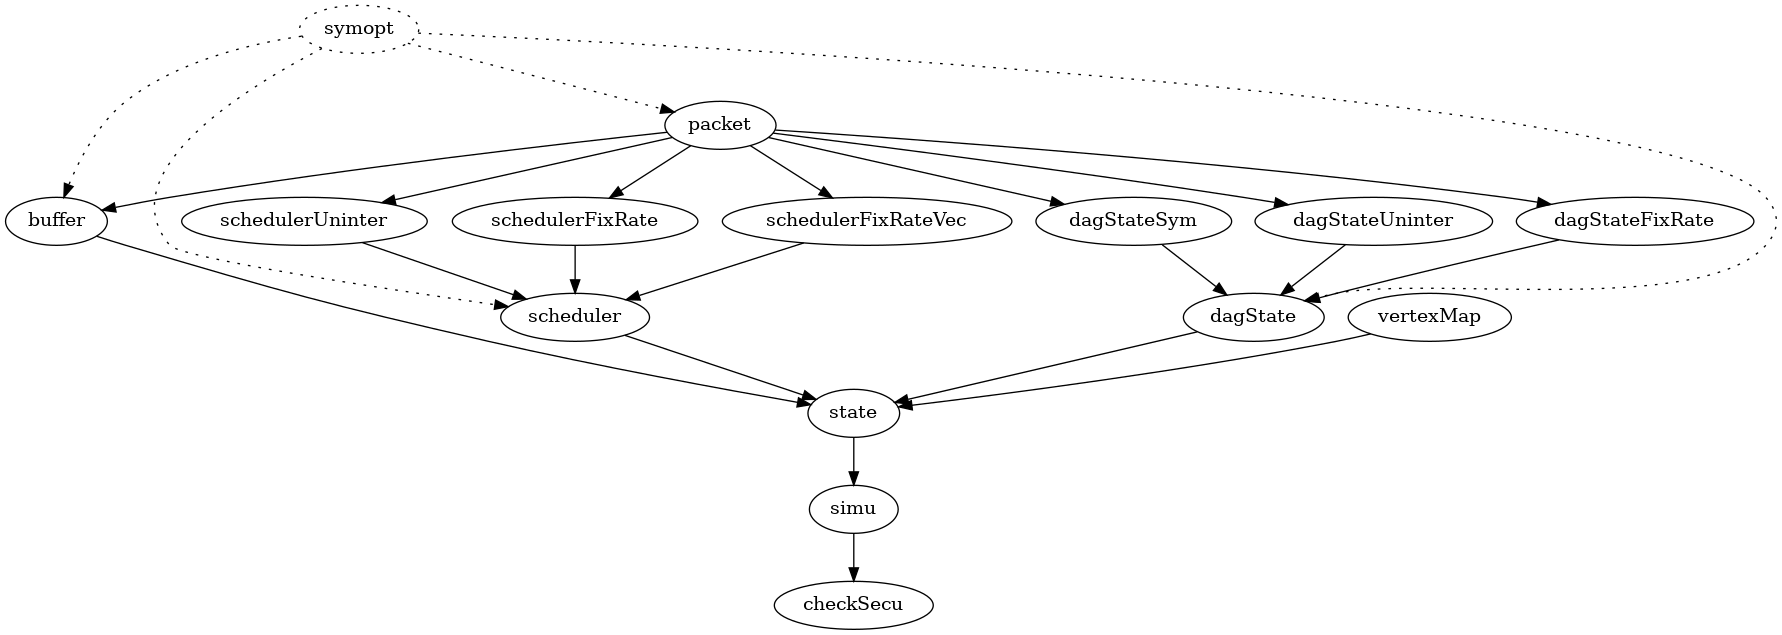 symopt
packet
buffer
schedulerUninter
schedulerFixRate
schedulerFixRateVec
dagStateSym
dagStateUninter
dagStateFixRate
scheduler
dagState
vertexMap
state
simu
checkSecu